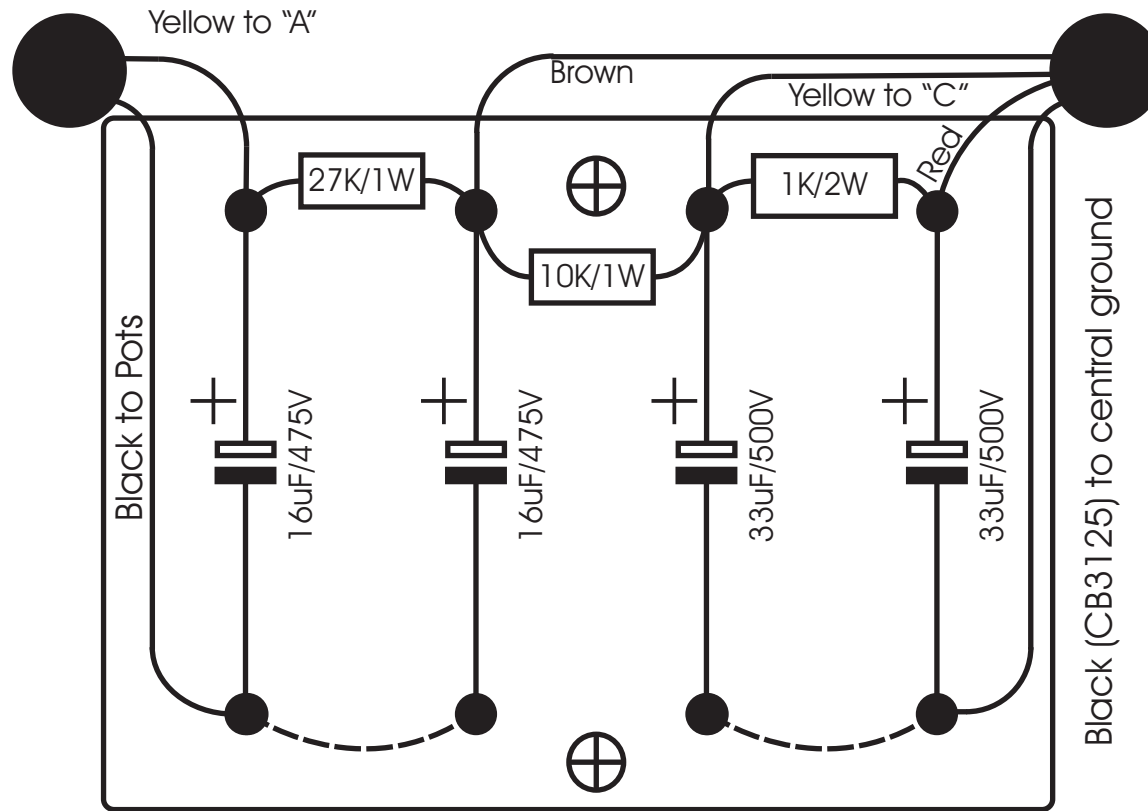 Yellow to “A”
Brown
Yellow to “C”
Red
27K/1W
1K/2W
10K/1W
Black to Pots
16uF/475V
16uF/475V
33uF/500V
33uF/500V
Black (CB3125) to central ground